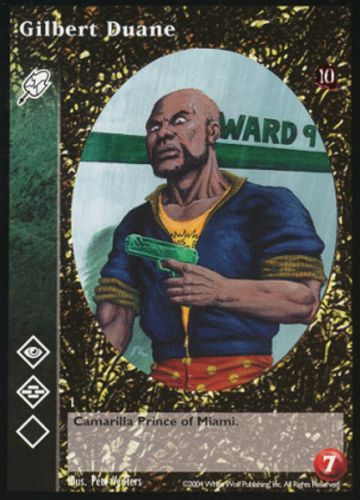 Gilbert Duane
10
WARD 9
1
Camarilla Prince of Miami.
Illus. Pete Venters
©2004 White Wolf Publishing, Inc. All Rights Reserved
7